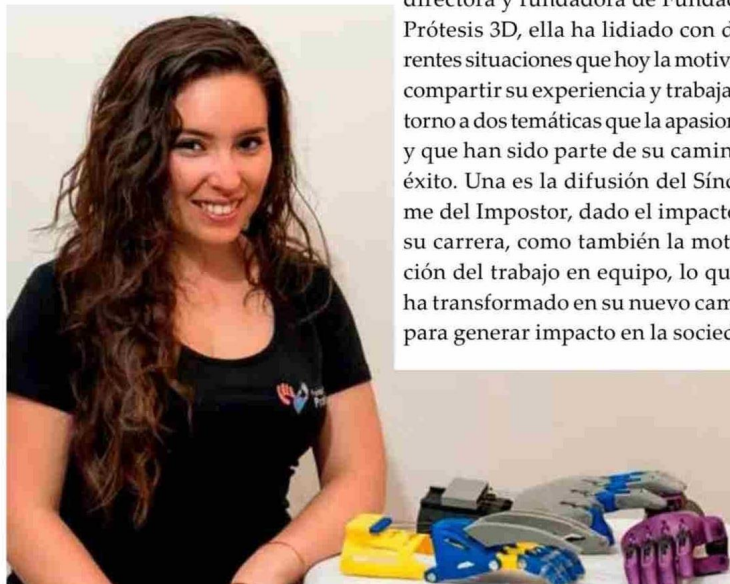 directora y fundadora de
Prótesis 3D, ella ha lidiado con
rentes situaciones que hoy la
compartir su experiencia y
torno a dos temáticas que la
y que han sido parte de su
éxito. Una es la difusión del
me del Impostor, dado el
su carrera, como también la
ción del trabajo en equipo, lo
ha transformado en su nuevo
para generar impacto en la